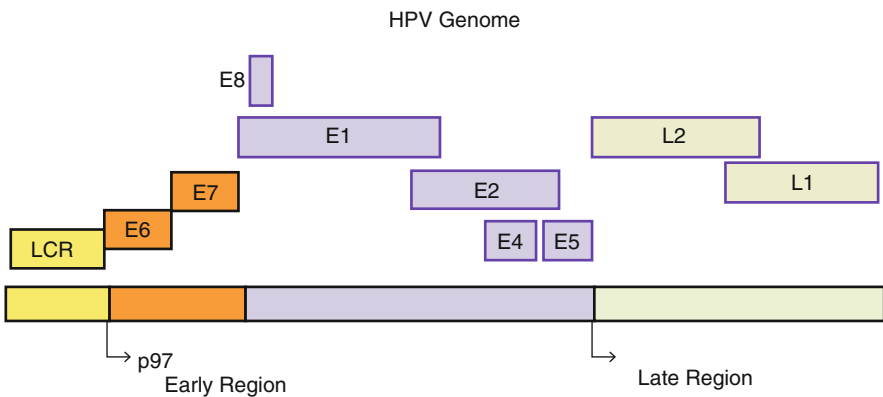 HPV Genome
E8
E1
L2
E7
E2
L1
E6
LCR
E4
E5
p97
Early Region
Late Region